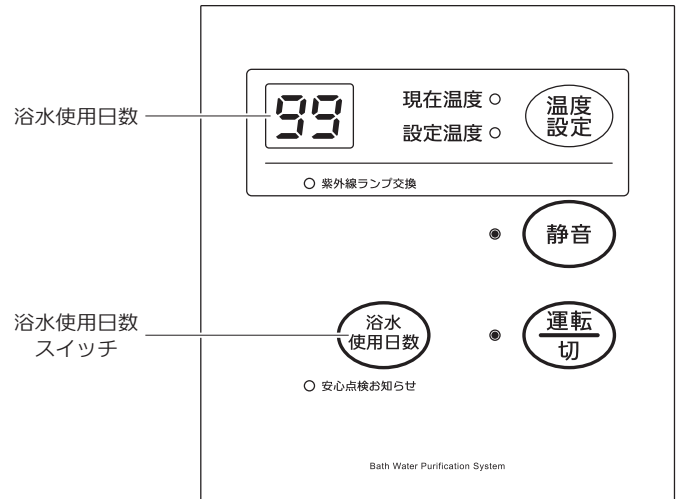 浴水使用日数
99
現在温度
設定温度
温度
設定
紫外線ランプ交換
静音
浴水使用日数
スイッチ
浴水
使用日数
運転
切
安心点検お知らせ
Bath Water Purification System